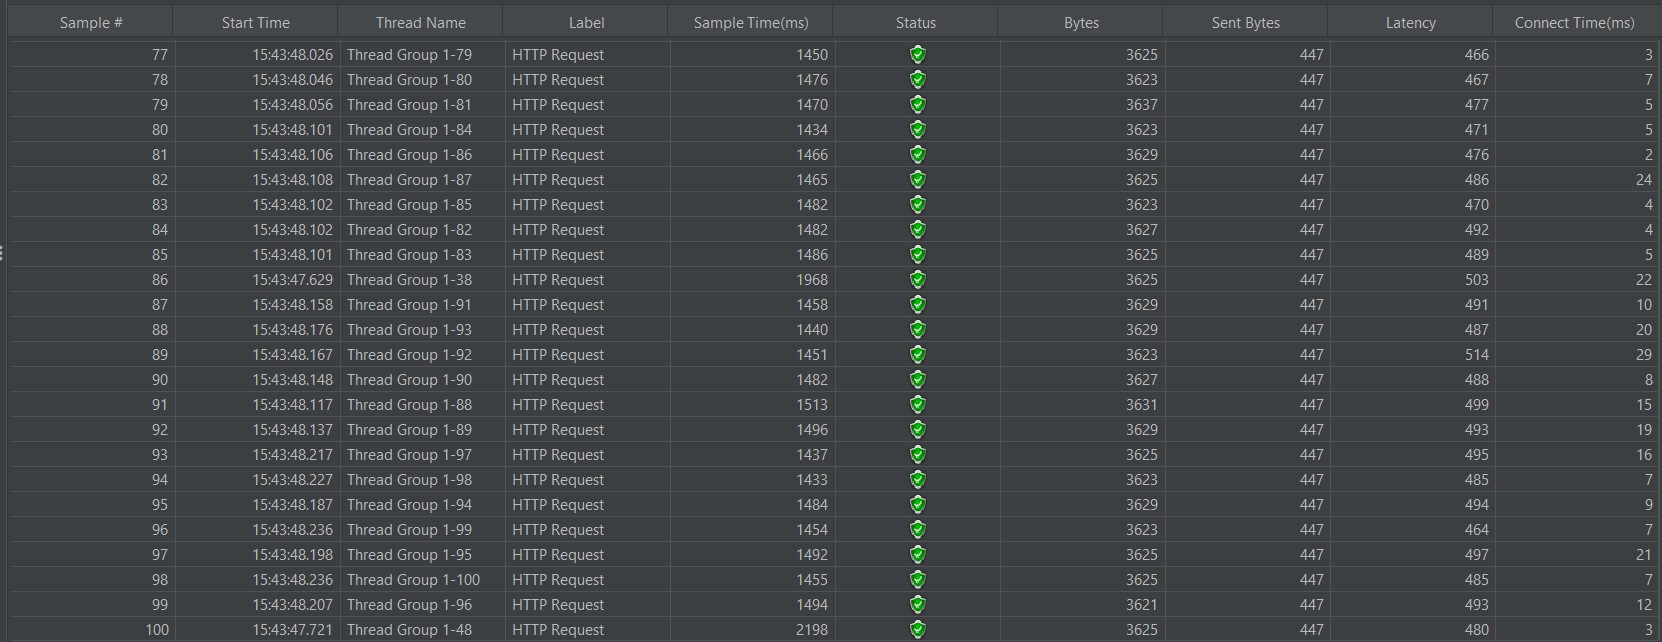 Sample # Start Time Thread Name Label Sample Time(ms) Status Bytes Sent Bytes Latency Connect Time(ms)
77 15:43:48.026 Thread Group 1-79 HTTP Request 1450 3625 447 466 3
78 15:43:48.046 Thread Group 1-80 HTTP Request 1476 3623 447 467 7
79 15:43:48.056 Thread Group 1-81 HTTP Request 1470 3637 447 477 5
80 15:43:48.101 Thread Group 1-84 HTTP Request 1434 3623 447 471 5
81 15:43:48.106 Thread Group 1-86 HTTP Request 1466 3629 447 476 2
82 15:43:48.108 Thread Group 1-87 HTTP Request 1465 3625 447 486 24
83 15:43:48.102 Thread Group 1-85 HTTP Request 1482 3623 447 470 4
84 15:43:48.102 Thread Group 1-82 HTTP Request 1482 3627 447 492 4
85 15:43:48.101 Thread Group 1-83 HTTP Request 1486 3625 447 489 5
86 15:43:47.629 Thread Group 1-38 HTTP Request 1968 3625 447 503 22
87 15:43:48.158 Thread Group 1-91 HTTP Request 1458 3629 447 491 10
88 15:43:48.176 Thread Group 1-93 HTTP Request 1440 3629 447 487 20
89 15:43:48.167 Thread Group 1-92 HTTP Request 1451 3623 447 514 29
90 15:43:48.148 Thread Group 1-90 HTTP Request 1482 3627 447 488 8
91 15:43:48.117 Thread Group 1-88 HTTP Request 1513 3631 447 499 15
92 15:43:48.137 Thread Group 1-89 HTTP Request 1496 3629 447 493 19
93 15:43:48.217 Thread Group 1-97 HTTP Request 1437 3625 447 495 16
94 15:43:48.227 Thread Group 1-98 HTTP Request 1433 3623 447 485 7
95 15:43:48.187 Thread Group 1-94 HTTP Request 1484 3629 447 494 9
96 15:43:48.236 Thread Group 1-99 HTTP Request 1454 3623 447 464 7
97 15:43:48.198 Thread Group 1-95 HTTP Request 1492 3625 447 497 21
98 15:43:48.236 Thread Group 1-100 HTTP Request 1455 3625 447 485 7
99 15:43:48.207 Thread Group 1-96 HTTP Request 1494 3621 447 493 12
100 15:43:47.721 Thread Group 1-48 HTTP Request 2198 3625 447 480 3